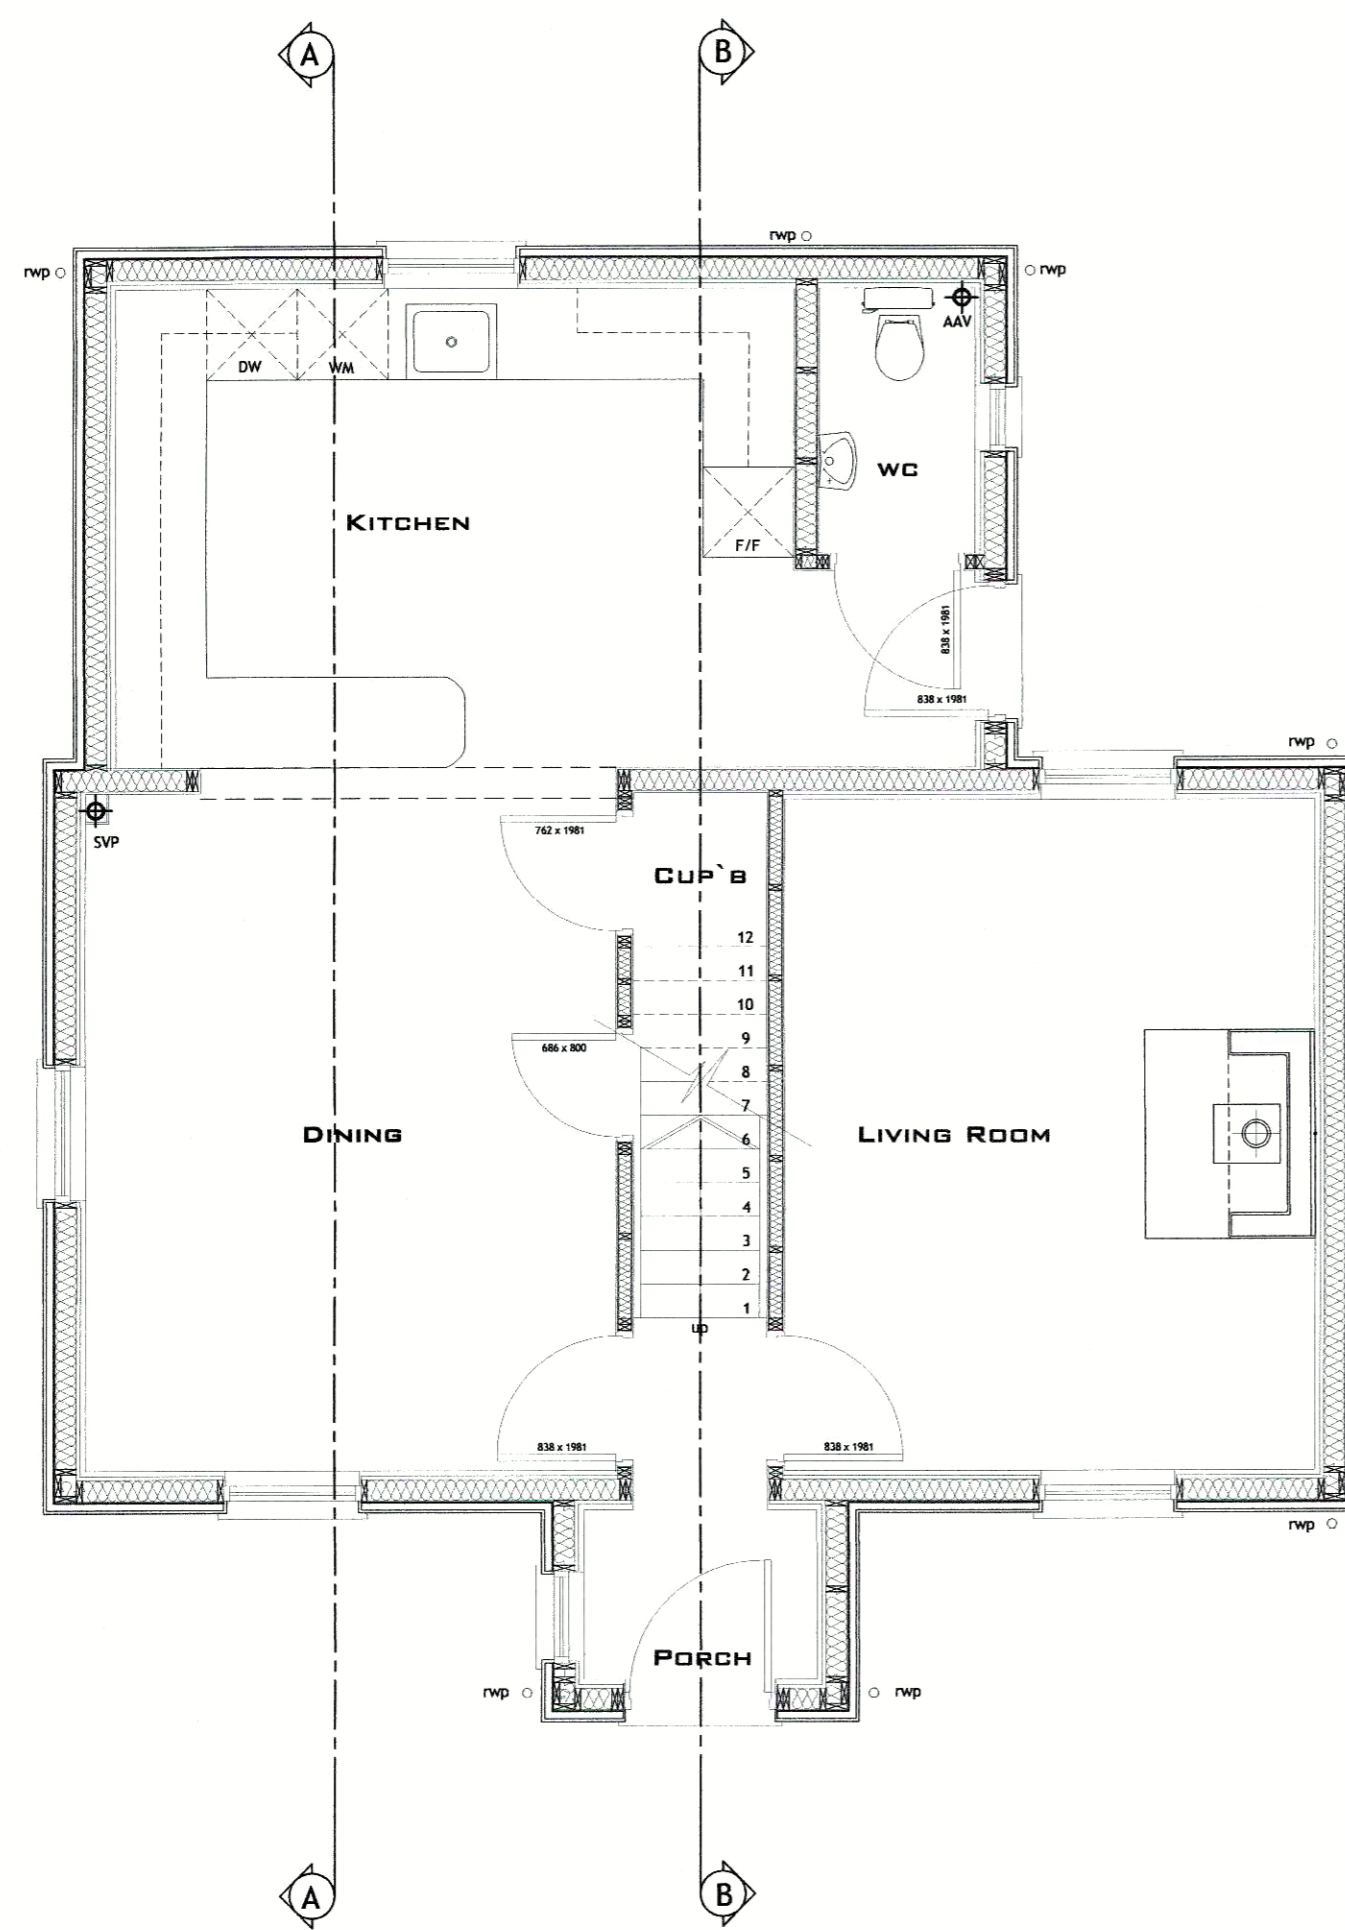 A
B
rwp
rwp
rwp
DW
WM
AAV
WC
Kitchen
F/F
838 x 1981
838 x 1981
rwp
SVP
762 x 1981
Cup`b
12
11
10
9
686 x 800
8
7
Dining
6
Living Room
5
4
3
2
1
up
838 x 1981
838 x 1981
rwp
Porch
rwp
rwp
A
B